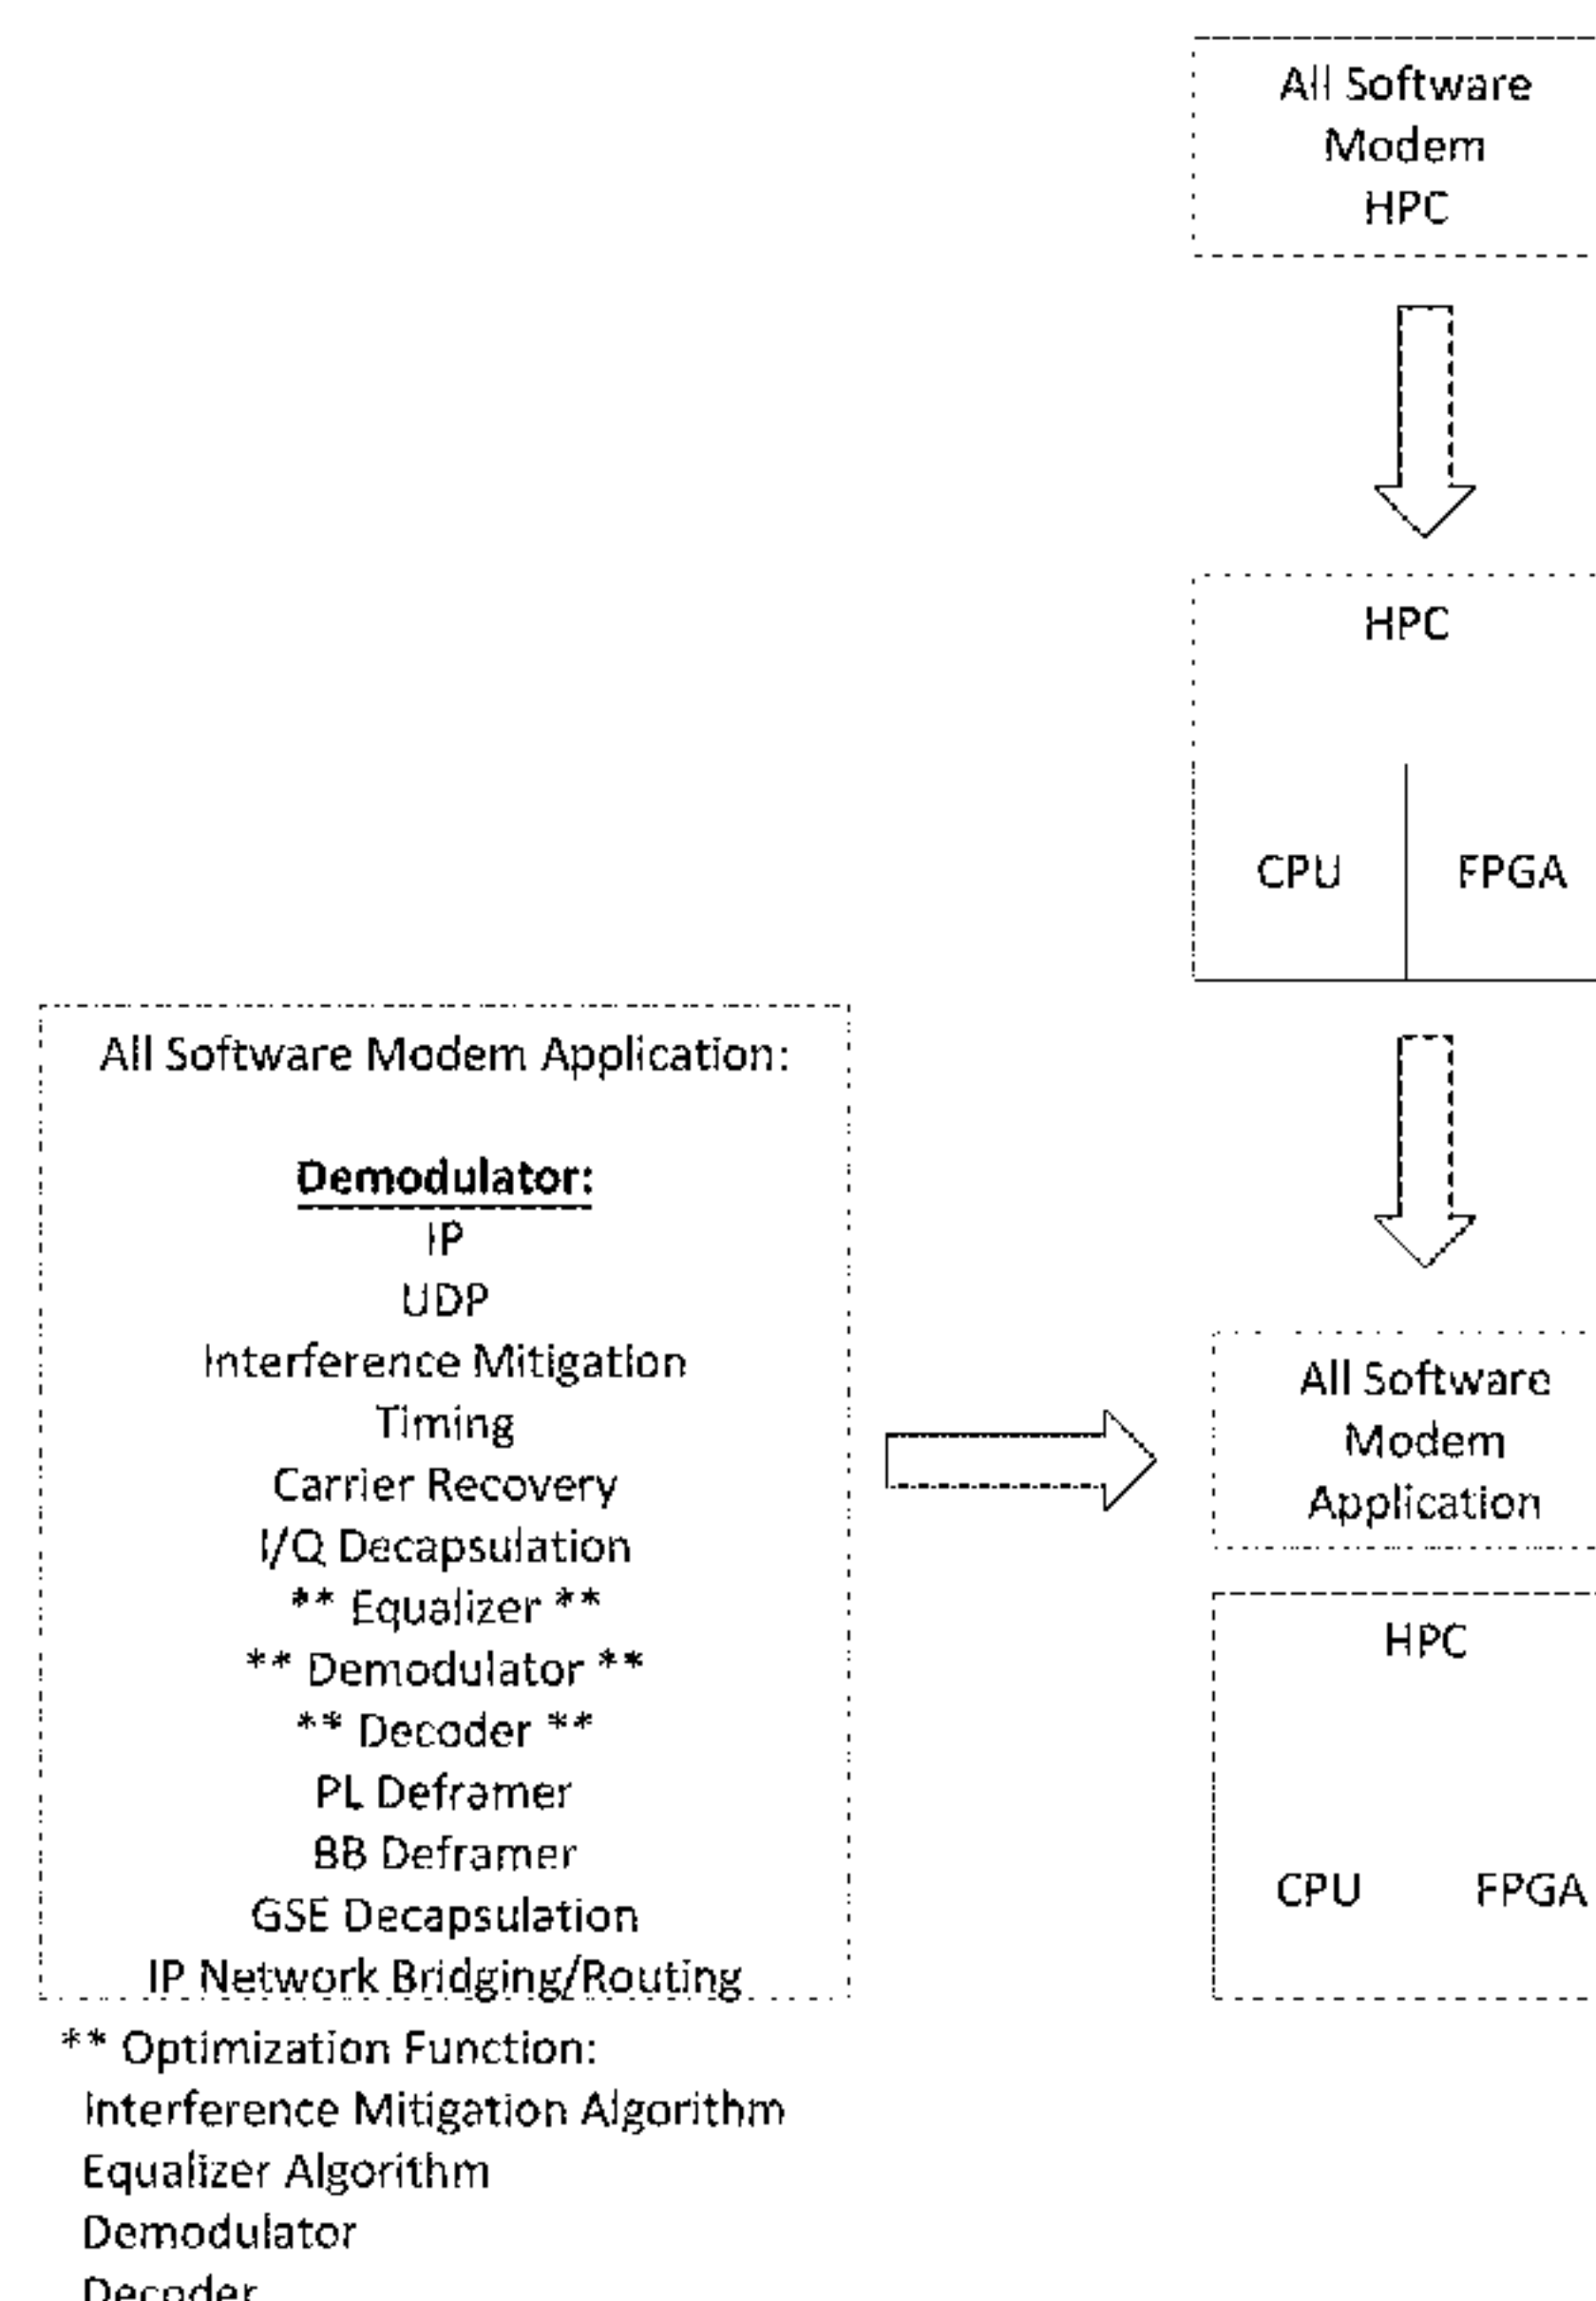 All Software
Modem
HPC
HPC
CPU
FPGA
All Software Modem Application:
Demodulator:
IP
UDP
Interference Mitigation
Timing
Carrier Recovery
I/Q Decapsulation
** Equalizer **
** Demodulator **
** Decoder **
PL Deframer
BB Deframer
GSE Decapsulation
IP Network Bridging/Routing
** Optimization Function:
Interference Mitigation Algorithm
Equalizer Algorithm
Demodulator
Decoder
All Software
Modem
Application
HPC
CPU
FPGA